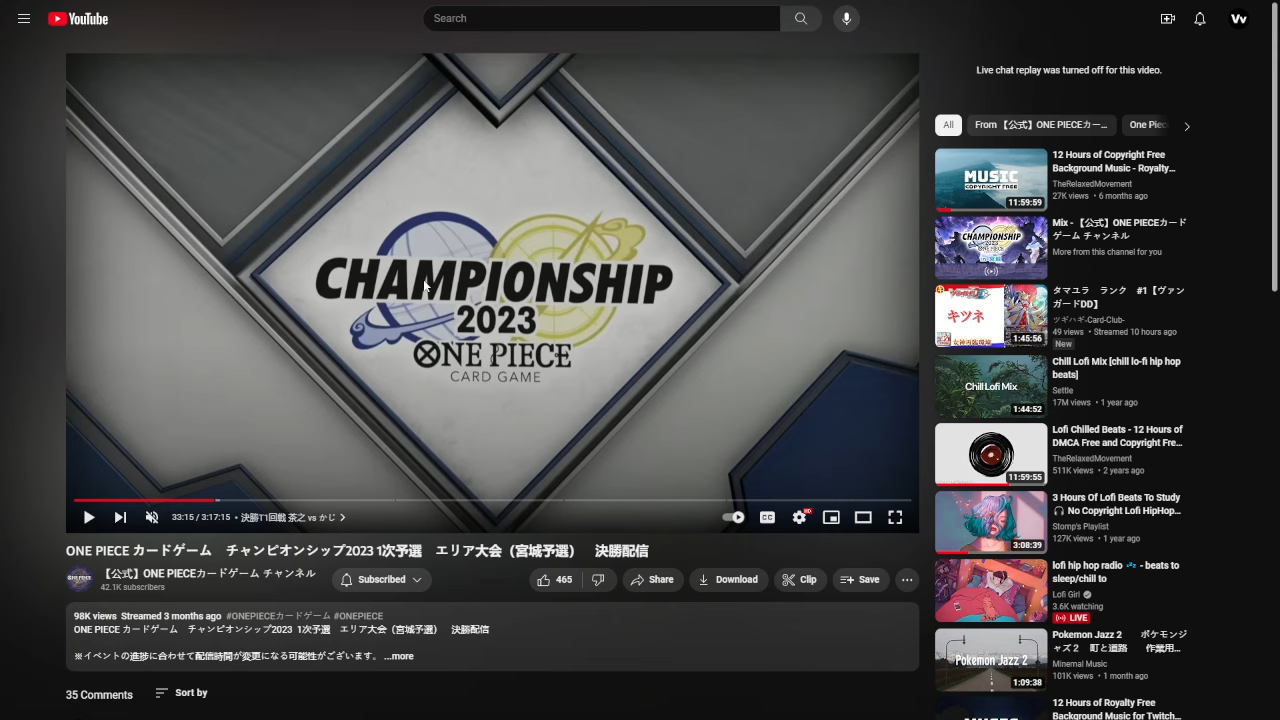 YouTube
Search
Vv
Live chat replay was turned off for this video.
CHAMPIONSHIP
2023
ONE PIECE
CARD GAME
33:15 / 3:17:15 • 決勝T1回戦 茶之 vs かじ
CC
HD
ONE PIECE カードゲーム　チャンピオンシップ2023 1次予選　エリア大会（宮城予選）　決勝配信
【公式】ONE PIECEカードゲーム チャンネル
42.1K subscribers
Subscribed
465
Share
Download
Clip
Save
98K views Streamed 3 months ago #ONEPIECEカードゲーム #ONEPIECE
ONE PIECE カードゲーム　チャンピオンシップ2023 1次予選　エリア大会（宮城予選）　決勝配信
※イベントの進捗に合わせて配信時間が変更になる可能性がございます。 ...more
35 Comments
Sort by
All
From 【公式】ONE PIECEカー...
One Piec
MUSIC
COPYRIGHT FREE
11:59:59
12 Hours of Copyright Free
Background Music - Royalty...
TheRelaxedMovement
27K views • 6 months ago
CHAMPIONSHIP
2023
ONE PIECE
Mix - 【公式】ONE PIECEカード
ゲーム チャンネル
More from this channel for you
キツネ
1:45:56
タマユラ　ランク　#1【ヴァン
ガードDD】
ツギハギ-Card-Club-
49 views • Streamed 10 hours ago
New
Chill Lofi Mix
1:44:52
Chill Lofi Mix [chill lo-fi hip hop
beats]
Settle
17M views • 1 year ago
11:59:55
Lofi Chilled Beats - 12 Hours of
DMCA Free and Copyright Fre...
TheRelaxedMovement
511K views • 2 years ago
3:08:39
3 Hours Of Lofi Beats To Study
🎧 No Copyright Lofi HipHop...
Stomp's Playlist
127K views • 1 year ago
lofi hip hop radio 💤 - beats to
sleep/chill to
Lofi Girl
3.6K watching
LIVE
Pokemon Jazz 2
1:09:38
Pokemon Jazz 2　ポケモンジ
ャズ２　町と道路　作業用...
Minemal Music
101K views • 1 month ago
12 Hours of Royalty Free
Background Music for Twitch...